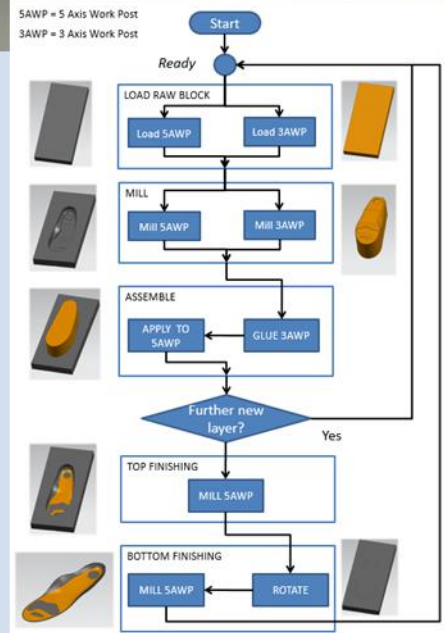 5AWP = 5 Axis Work Post
3AWP = 3 Axis Work Post
Start
Ready
LOAD RAW BLOCK
Load 5AWP
Load 3AWP
MILL
Mill 5AWP
Mill 3AWP
ASSEMBLE
APPLY TO
5AWP
GLUE 3AWP
Further new
layer?
Yes
TOP FINISHING
MILL 5AWP
BOTTOM FINISHING
MILL 5AWP
ROTATE